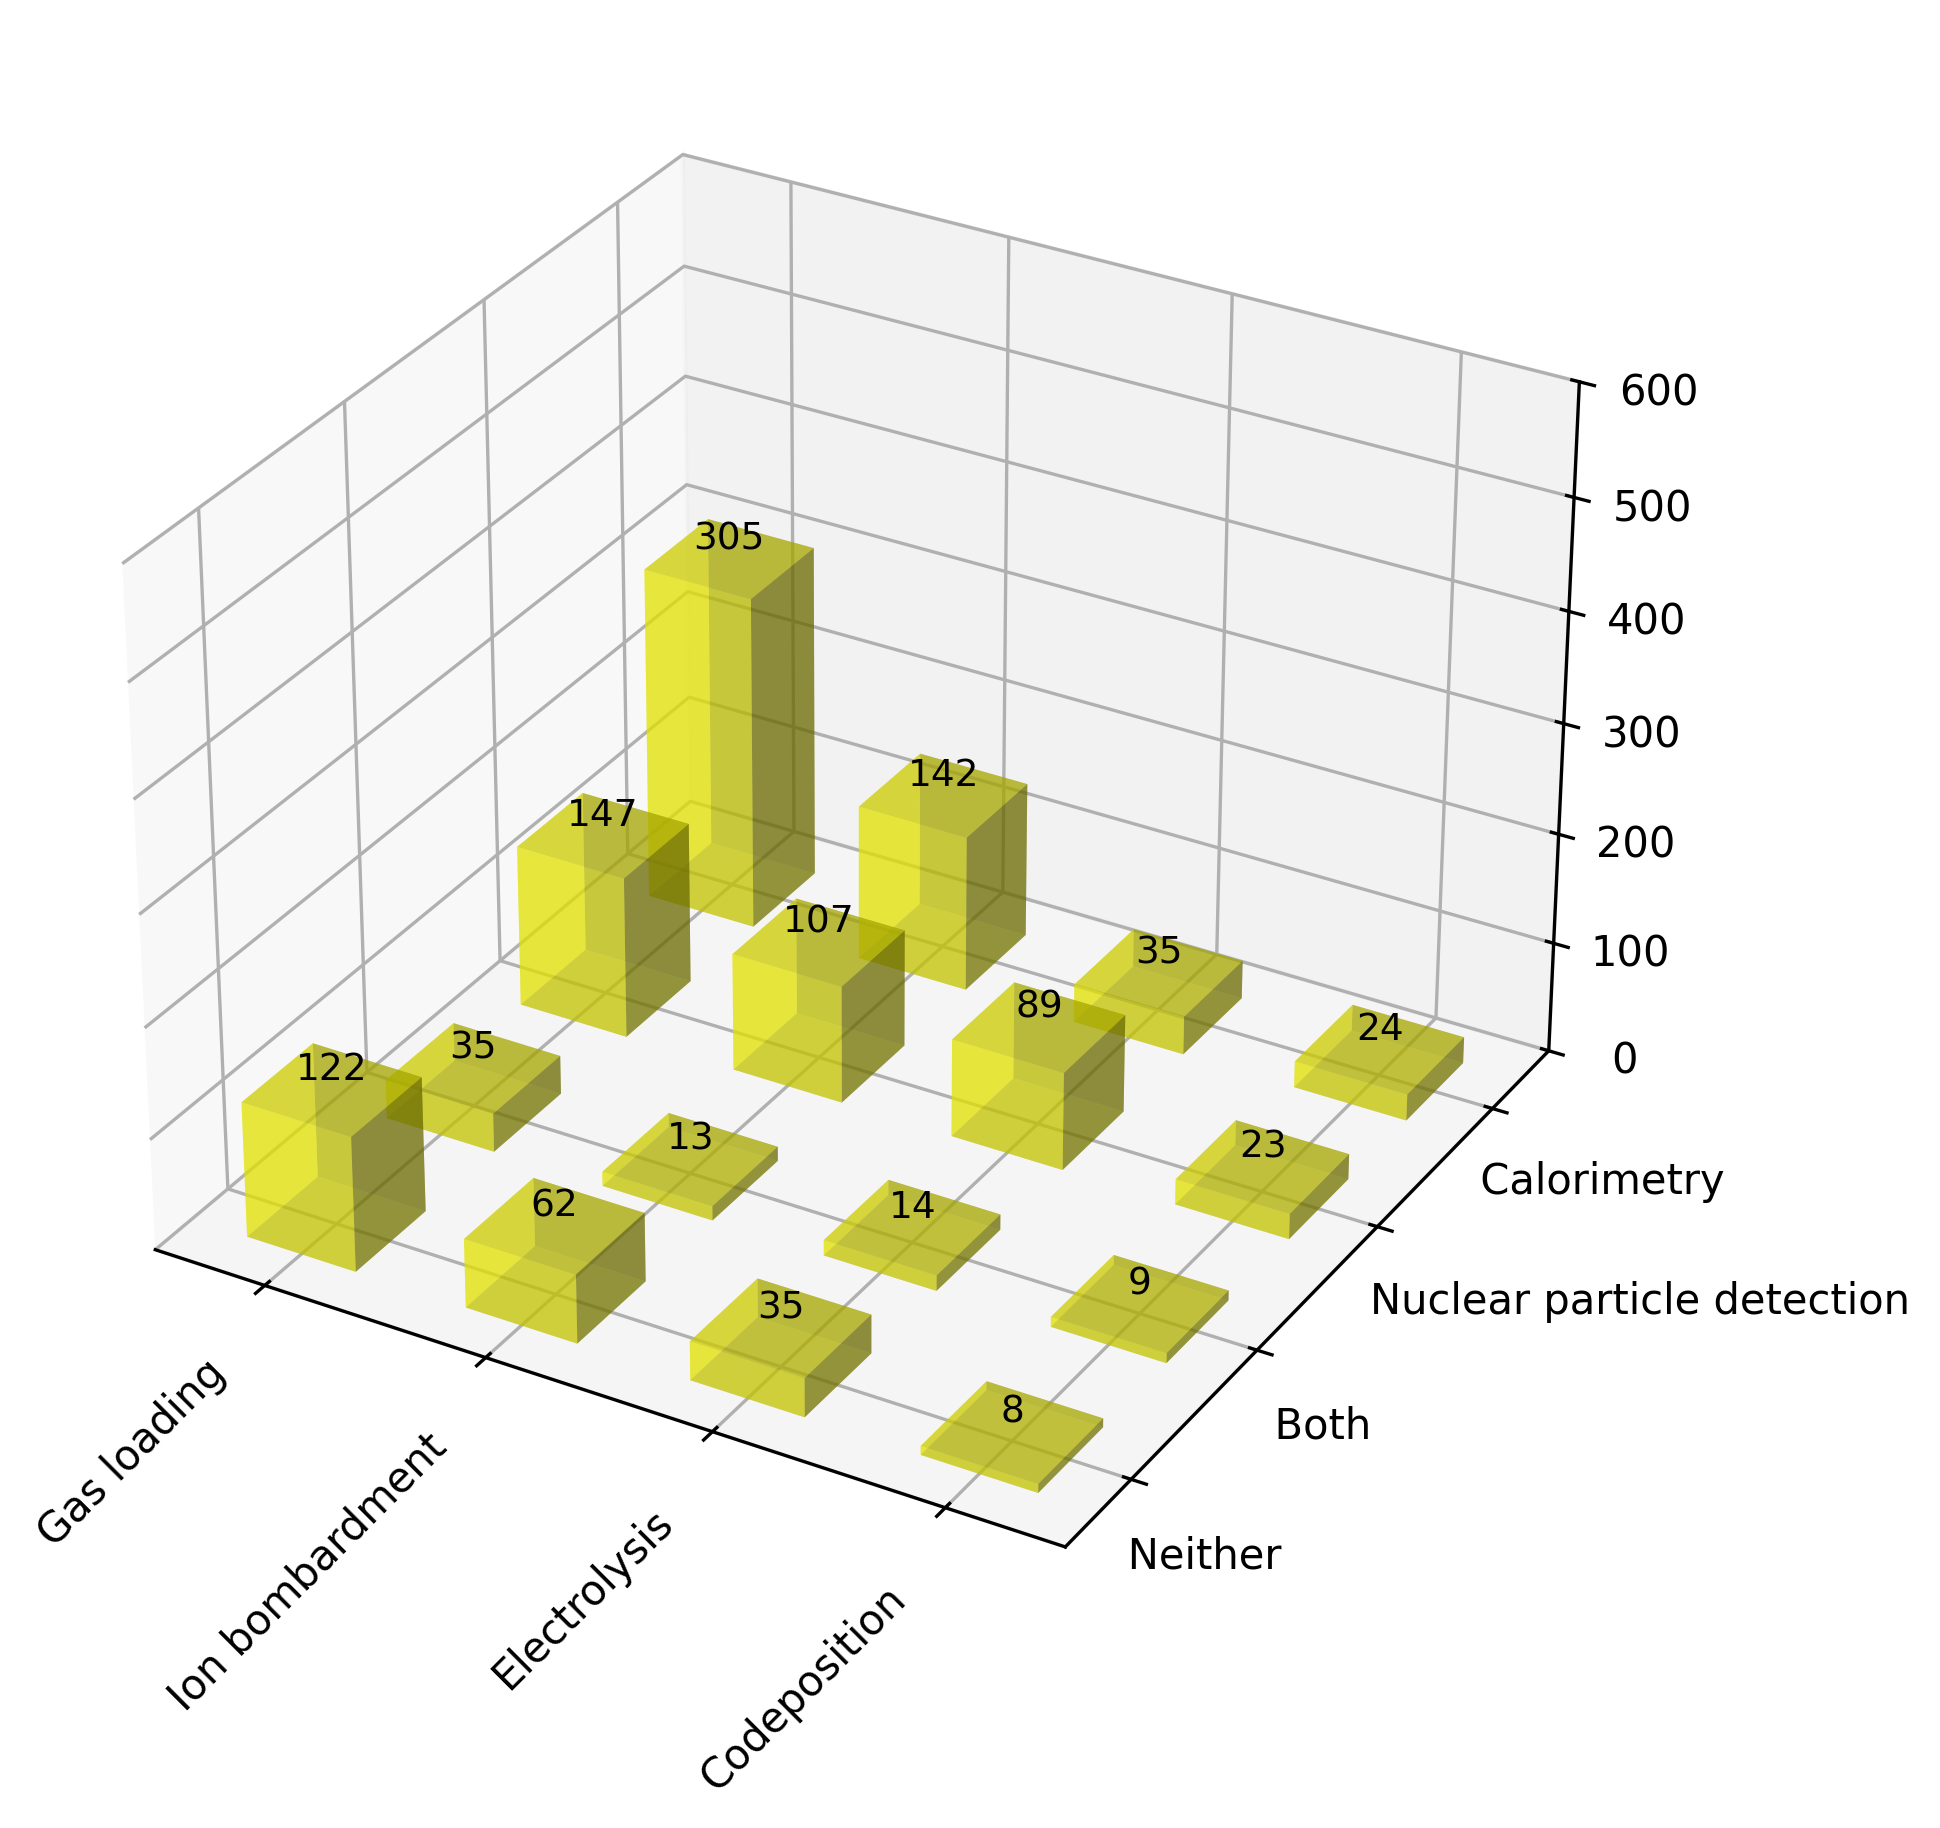 600
500
305
400
300
142
147
200
107
35
100
89
24
35
0
122
13
23
Calorimetry
62
14
9
Nuclear particle detection
35
8
Both
Gas loading
Neither
Ion bombardment
Electrolysis
Codeposition